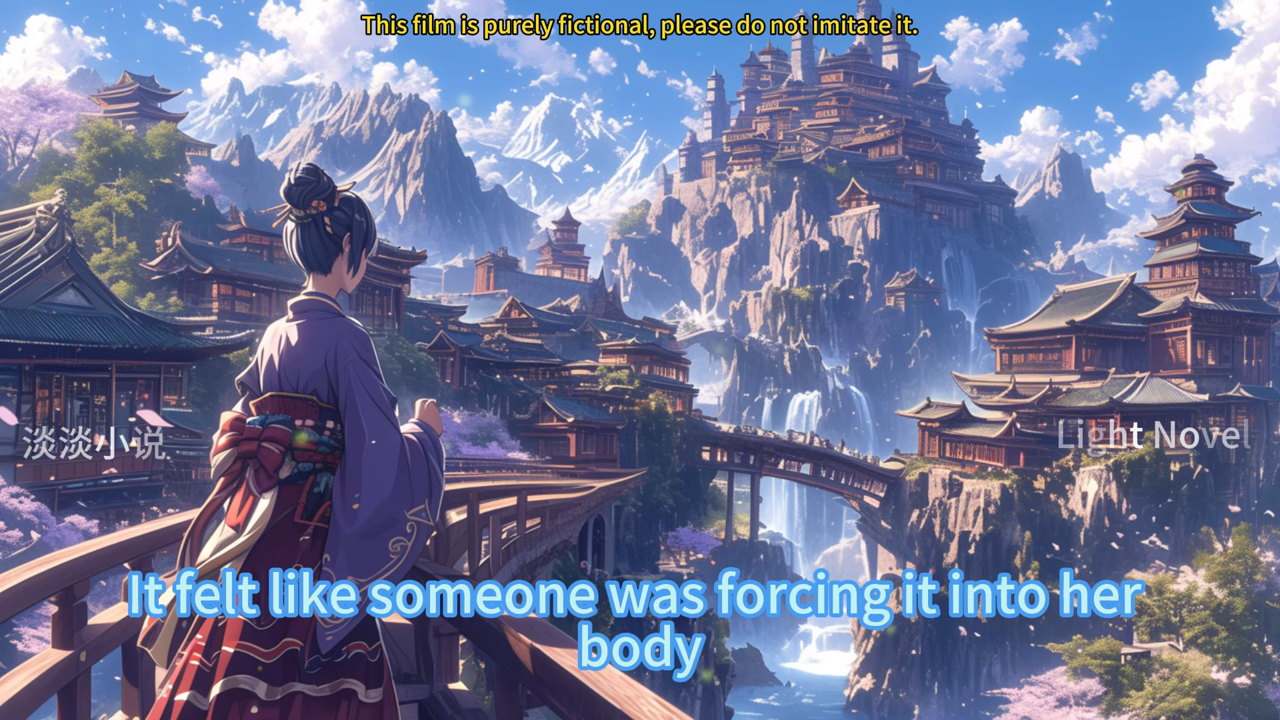 This film is purely fictional, please do not imitate it.
淡淡小说
Light Novel
It felt like someone was forcing it into her
body